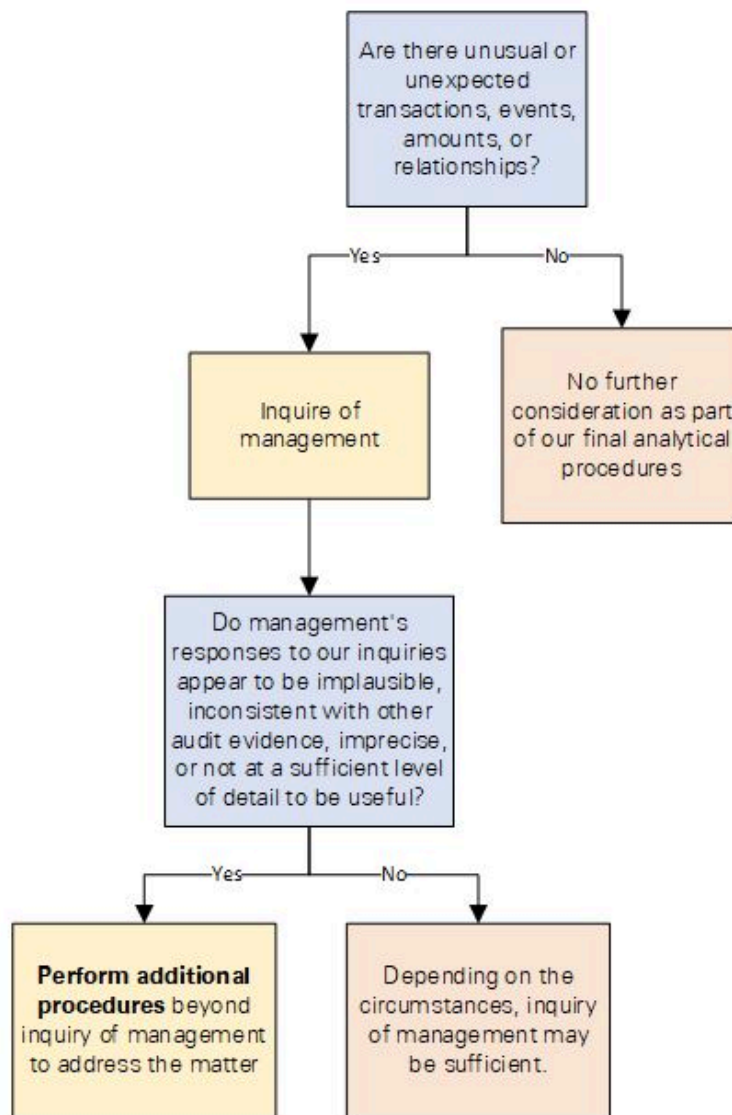 Are there unusual or
unexpected
transactions, events,
amounts, or
relationships?
Yes
No
Inquire of
management
No further
consideration as part
of our final analytical
procedures
Do management's
responses to our inquiries
appear to be implausible,
inconsistent with other
audit evidence, imprecise,
or not at a sufficient level
of detail to be useful?
Yes
No
Perform additional
procedures beyond
inquiry of management
to address the matter
Depending on the
circumstances, inquiry
of management may
be sufficient.